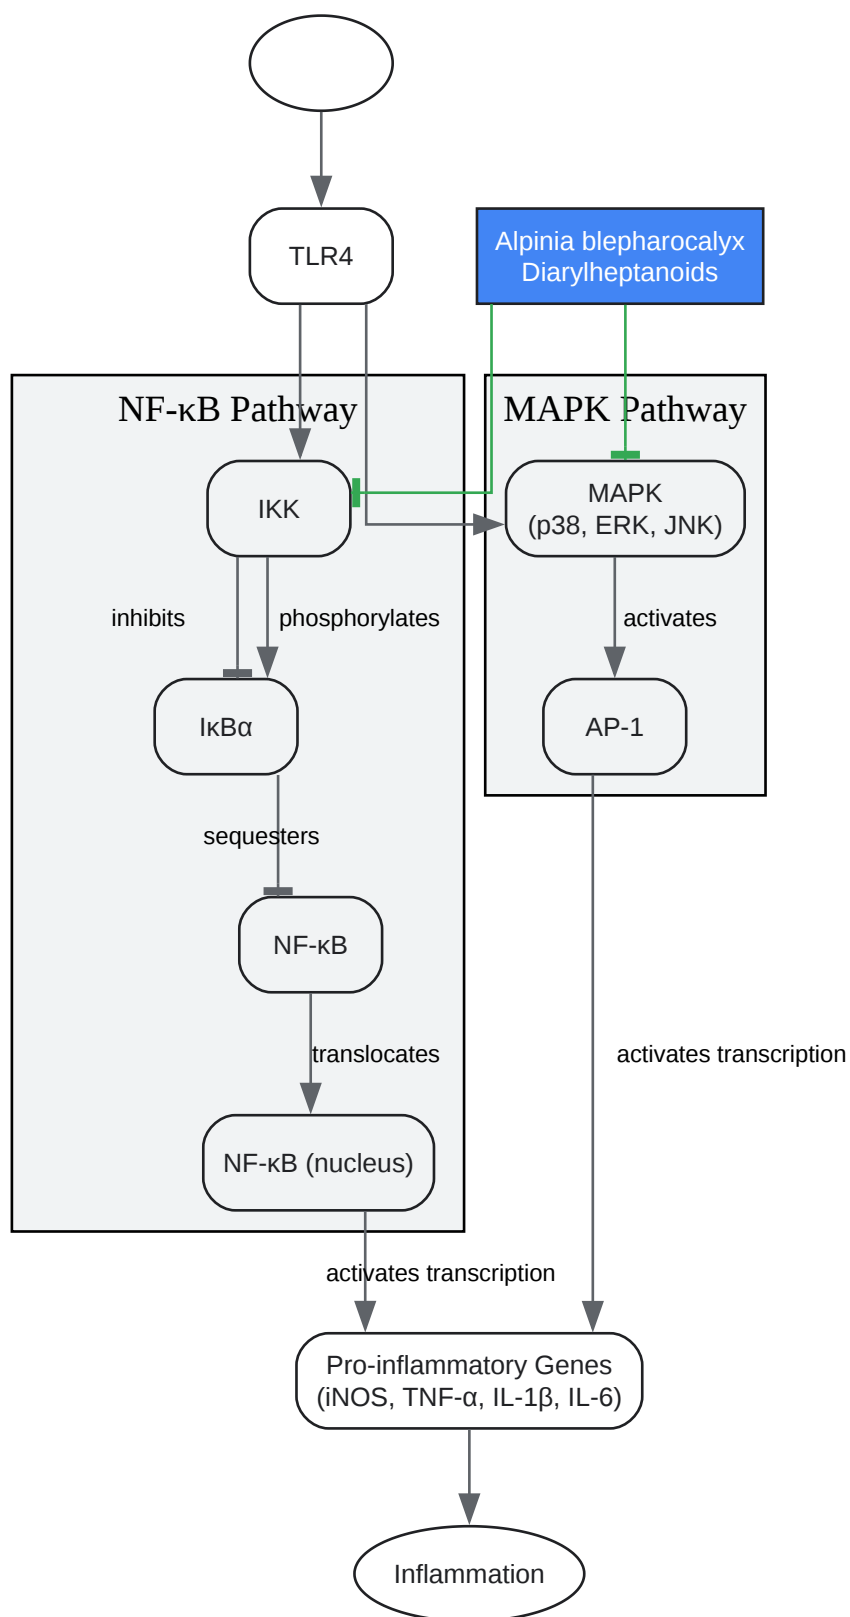 TLR4
Alpinia blepharocalyx
Diarylheptanoids
NF-κB Pathway
MAPK Pathway
IKK
MAPK
(p38, ERK, JNK)
inhibits
phosphorylates
activates
IκBα
AP-1
sequesters
NF-κB
translocates
activates transcription
NF-κB (nucleus)
activates transcription
Pro-inflammatory Genes
(iNOS, TNF-α, IL-1β, IL-6)
Inflammation